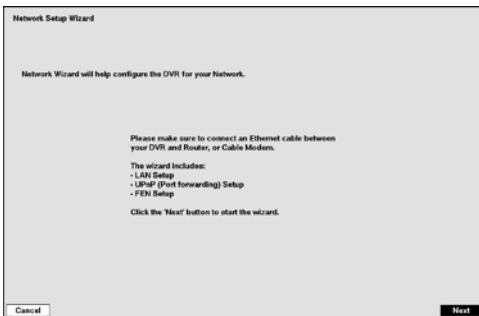 Network Setup Wizard
Network Wizard will help configure the DVR for your Network.
Please make sure to connect an Ethernet cable between
your DVR and Router, or Cable Modem.
The wizard includes:
- LAN Setup
- UPnP (Port forwarding) Setup
- FEN Setup
Click the 'Next' button to start the wizard.
Cancel
Next